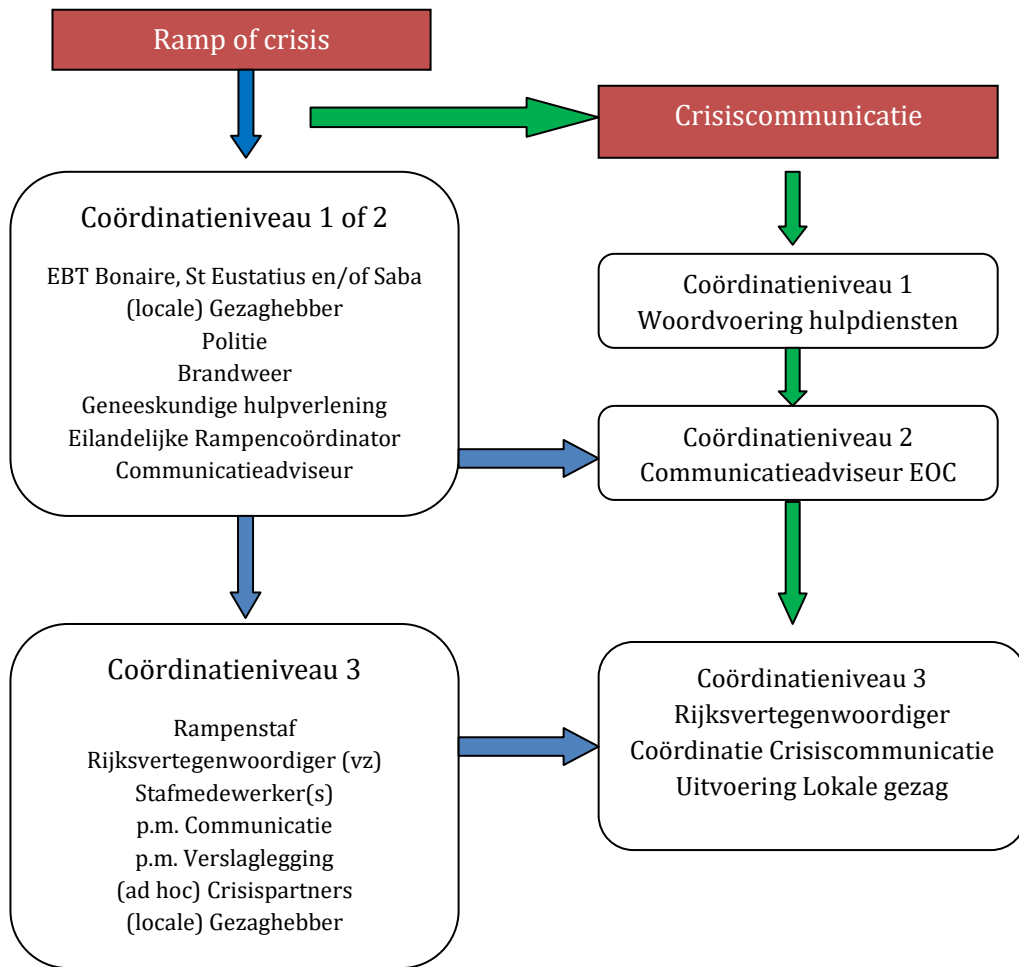 Ramp of crisis
Crisiscommunicatie
Coördinatieniveau 1 of 2
EBT Bonaire, St Eustatius en/of Saba
(locale) Gezaghebber
Politie
Brandweer
Geneeskundige hulpverlening
Eilandelijke Rampencoördinator
Communicatieadviseur
Coördinatieniveau 1
Woordvoering hulpdiensten
Coördinatieniveau 2
Communicatieadviseur EOC
Coördinatieniveau 3
Rampenstaf
Rijksvertegenwoordiger (vz)
Stafmedewerker(s)
p.m. Communicatie
p.m. Verslaglegging
(ad hoc) Crisispartners
(locale) Gezaghebber
Coördinatieniveau 3
Rijksvertegenwoordiger
Coördinatie Crisiscommunicatie
Uitvoering Lokale gezag